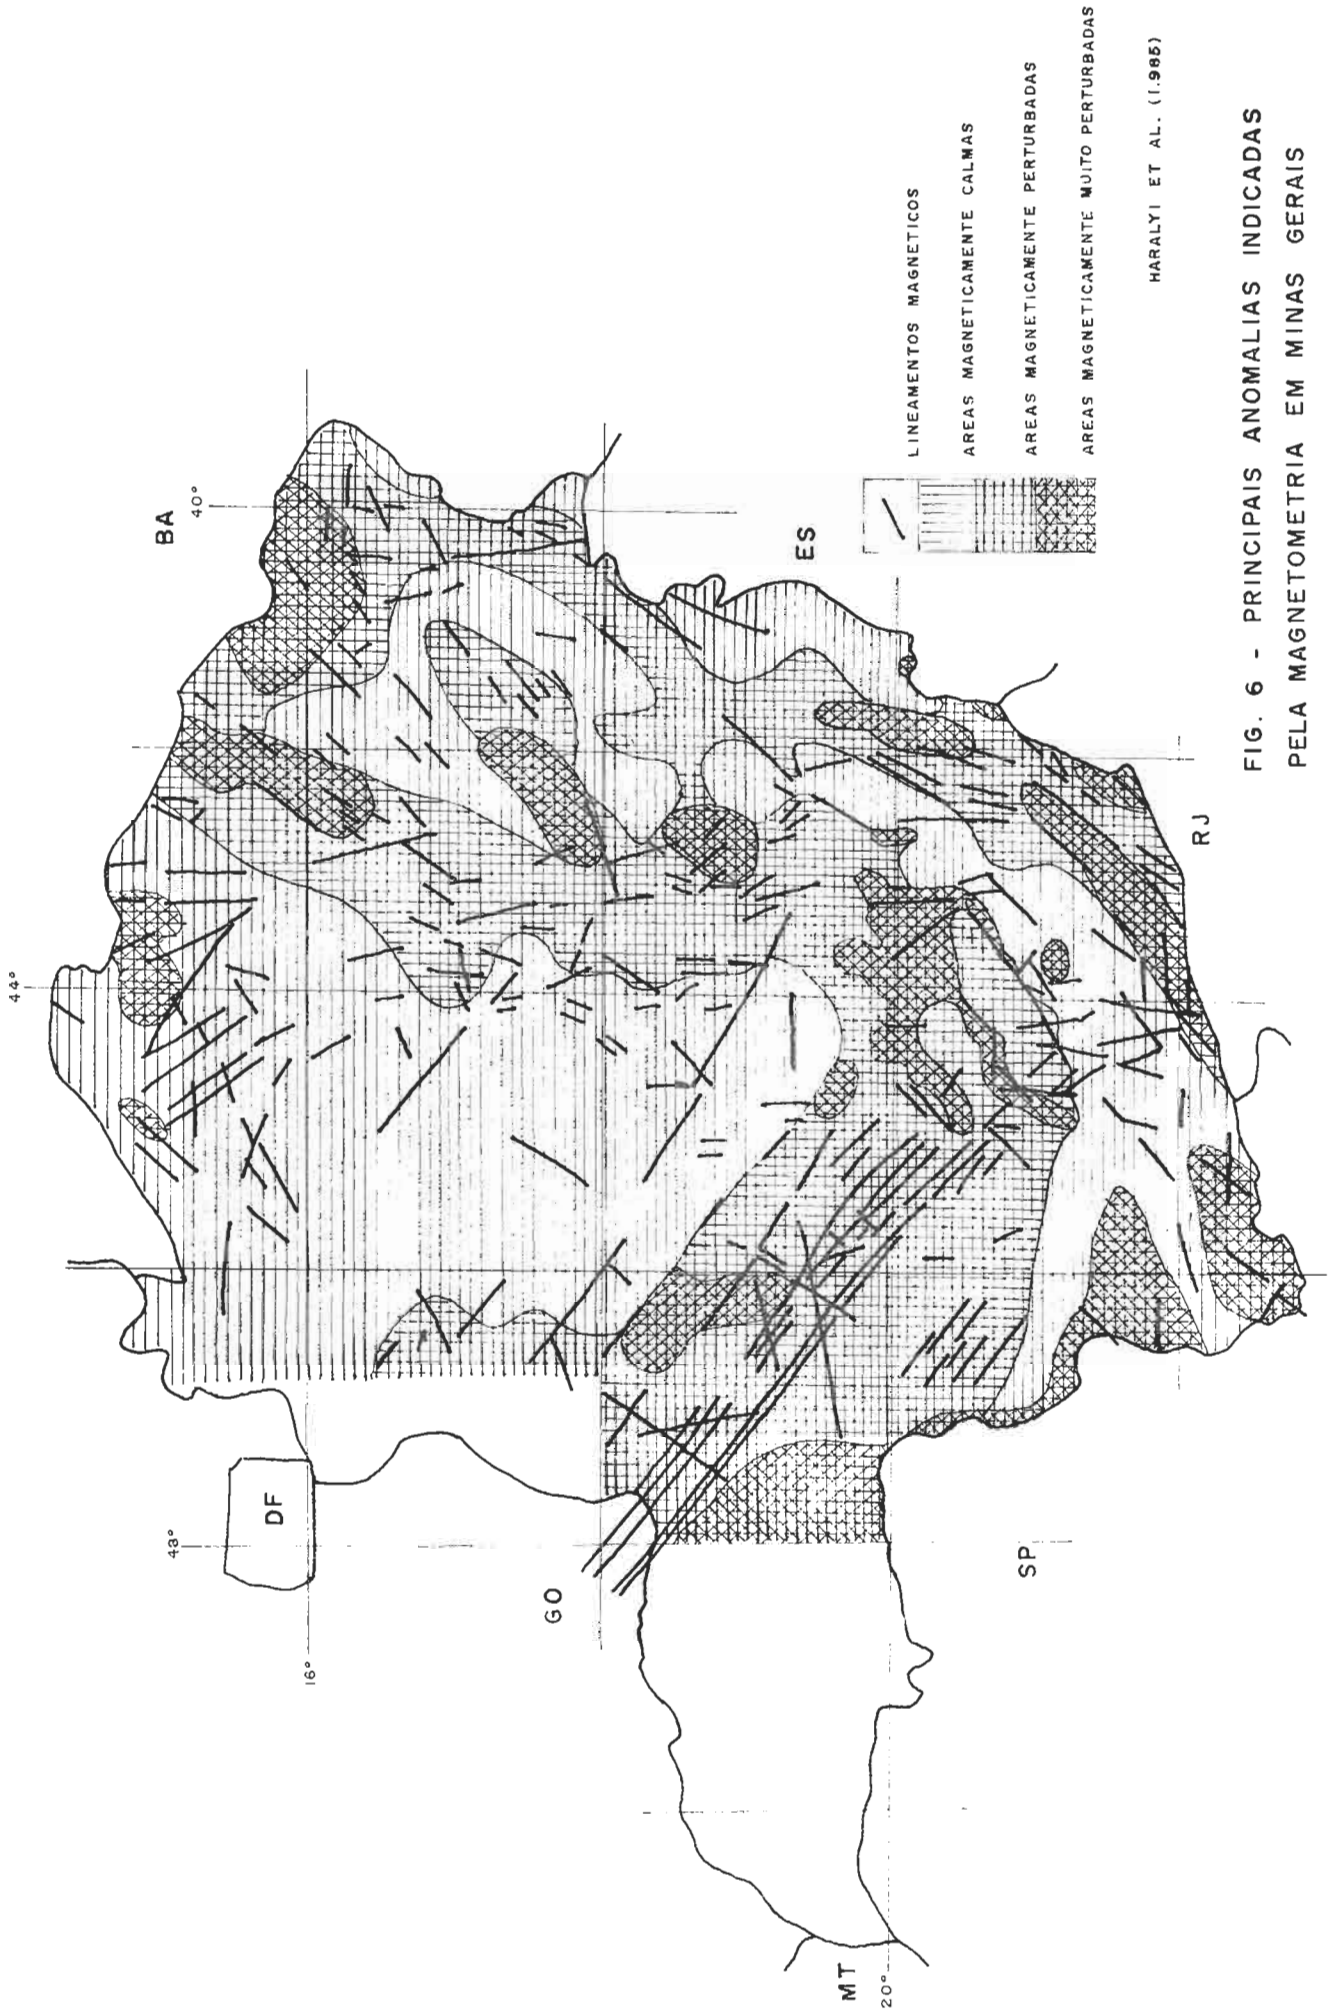 BA
40°
44°
DF
43°
GO
16°
ES
RJ
SP
MT
20°
LINEAMENTOS MAGNETICOS
AREAS MAGNETICAMENTE CALMAS
AREAS MAGNETICAMENTE PERTURBADAS
AREAS MAGNETICAMENTE MUITO PERTURBADAS
HARALYI ET AL. (1.985)
FIG. 6 - PRINCIPAIS ANOMALIAS INDICADAS
PELA MAGNETOMETRIA EM MINAS GERAIS